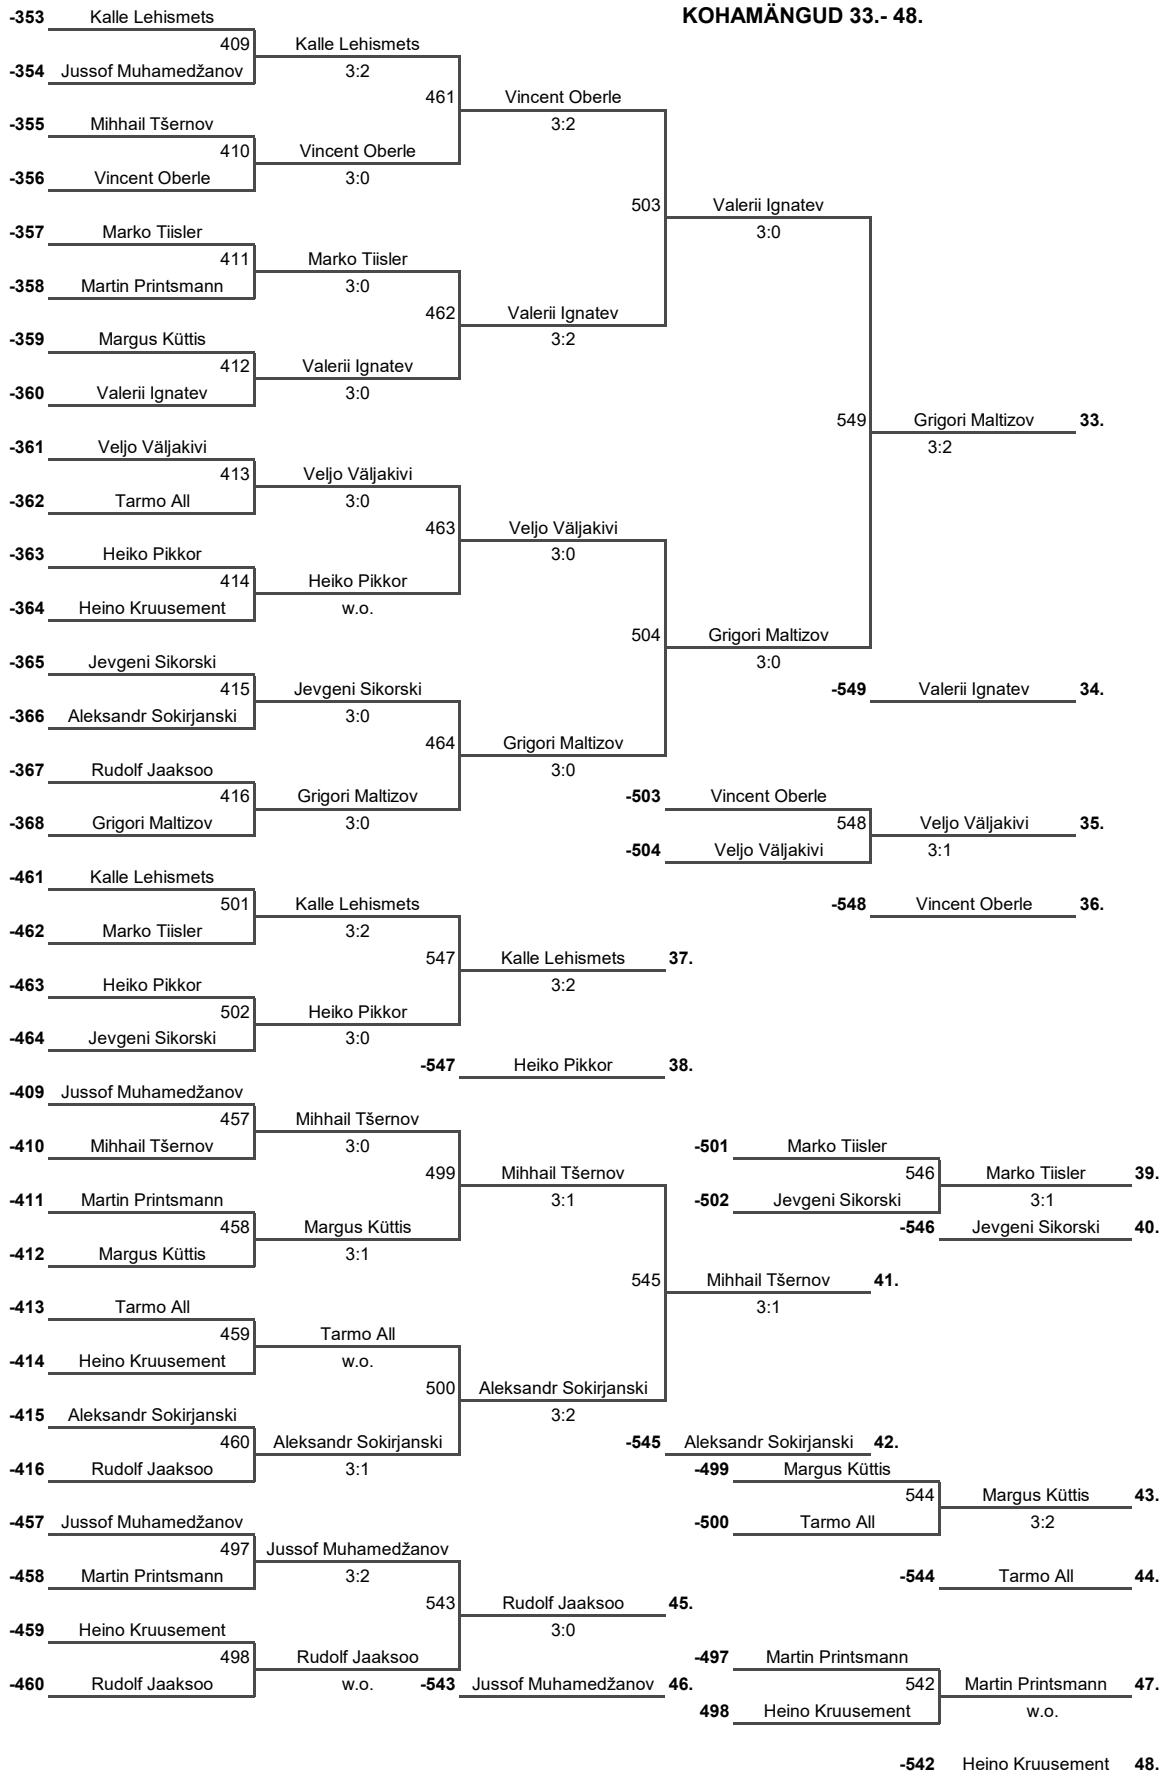 KOHAMÄNGUD 33.- 48.
-353 Kalle Lehismets
409 Kalle Lehismets
-354 Jussof Muhamedžanov 3:2
461 Vincent Oberle
-355 Mihhail Tšernov 3:2
410 Vincent Oberle
-356 Vincent Oberle 3:0
503 Valerii Ignatev
-357 Marko Tiisler 3:0
411 Marko Tiisler
-358 Martin Printsmann 3:0
462 Valerii Ignatev
-359 Margus Küttis 3:2
412 Valerii Ignatev
-360 Valerii Ignatev 3:0
549 Grigori Maltizov 33.
-361 Veljo Väljakivi 3:2
413 Veljo Väljakivi
-362 Tarmo All 3:0
463 Veljo Väljakivi
-363 Heiko Pikkor 3:0
414 Heiko Pikkor
-364 Heino Kruusement w.o.
504 Grigori Maltizov
-365 Jevgeni Sikorski 3:0
415 Jevgeni Sikorski -549 Valerii Ignatev 34.
-366 Aleksandr Sokirjanski 3:0
464 Grigori Maltizov
-367 Rudolf Jaaksoo 3:0
416 Grigori Maltizov -503 Vincent Oberle
-368 Grigori Maltizov 3:0 548 Veljo Väljakivi 35.
-504 Veljo Väljakivi 3:1
-461 Kalle Lehismets
501 Kalle Lehismets -548 Vincent Oberle 36.
-462 Marko Tiisler 3:2
547 Kalle Lehismets 37.
-463 Heiko Pikkor 3:2
502 Heiko Pikkor
-464 Jevgeni Sikorski 3:0
-547 Heiko Pikkor 38.
-409 Jussof Muhamedžanov
457 Mihhail Tšernov
-410 Mihhail Tšernov 3:0 -501 Marko Tiisler
499 Mihhail Tšernov 546 Marko Tiisler 39.
-411 Martin Printsmann 3:1 -502 Jevgeni Sikorski 3:1
458 Margus Küttis -546 Jevgeni Sikorski 40.
-412 Margus Küttis 3:1
545 Mihhail Tšernov 41.
-413 Tarmo All 3:1
459 Tarmo All
-414 Heino Kruusement w.o.
500 Aleksandr Sokirjanski
-415 Aleksandr Sokirjanski 3:2
460 Aleksandr Sokirjanski -545 Aleksandr Sokirjanski 42.
-416 Rudolf Jaaksoo 3:1 -499 Margus Küttis
544 Margus Küttis 43.
-457 Jussof Muhamedžanov -500 Tarmo All 3:2
497 Jussof Muhamedžanov
-458 Martin Printsmann 3:2 -544 Tarmo All 44.
543 Rudolf Jaaksoo 45.
-459 Heino Kruusement 3:0
498 Rudolf Jaaksoo -497 Martin Printsmann
-460 Rudolf Jaaksoo w.o. -543 Jussof Muhamedžanov 46. 542 Martin Printsmann 47.
498 Heino Kruusement w.o.
-542 Heino Kruusement 48.